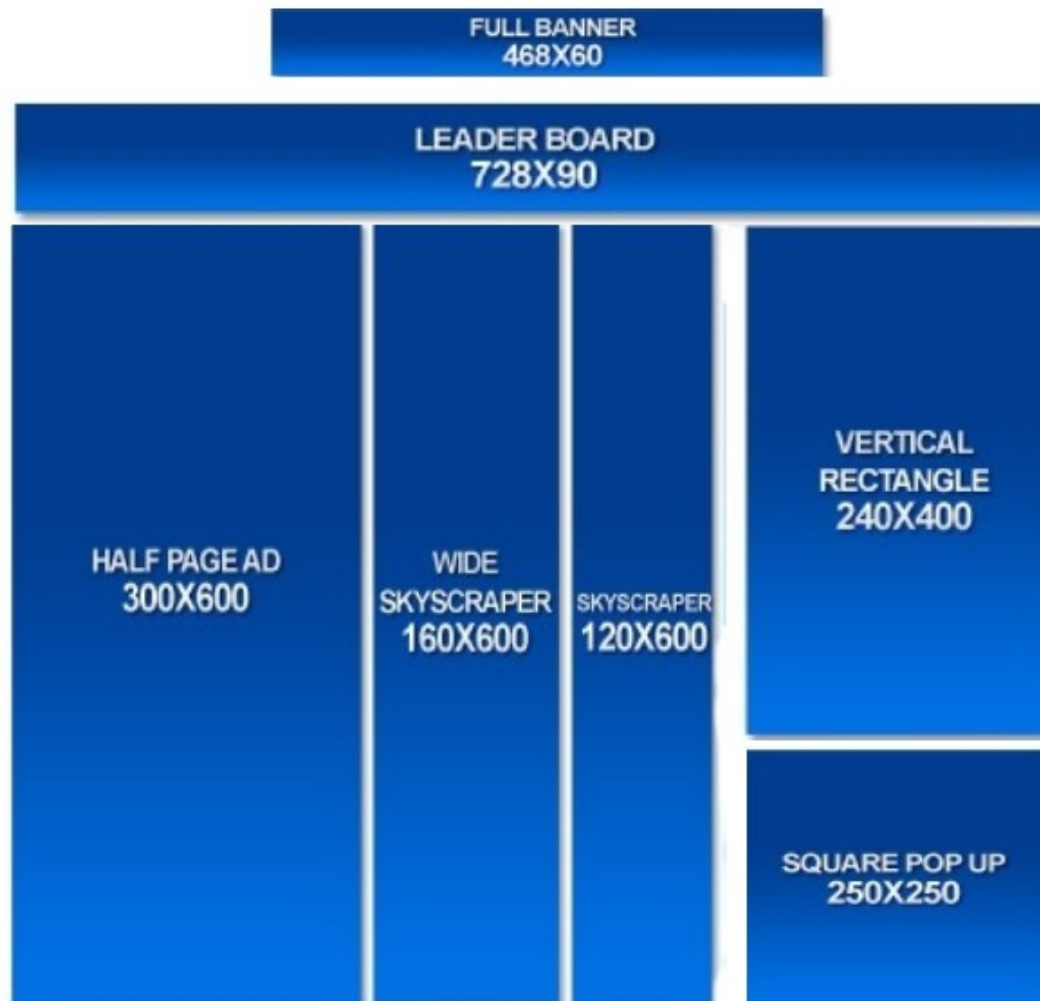 FULL BANNER
468X60
LEADER BOARD
728X90
HALF PAGE AD
300X600
WIDE
SKYSCRAPER
160X600
SKYSCRAPER
120X600
VERTICAL
RECTANGLE
240X400
SQUARE POP UP
250X250